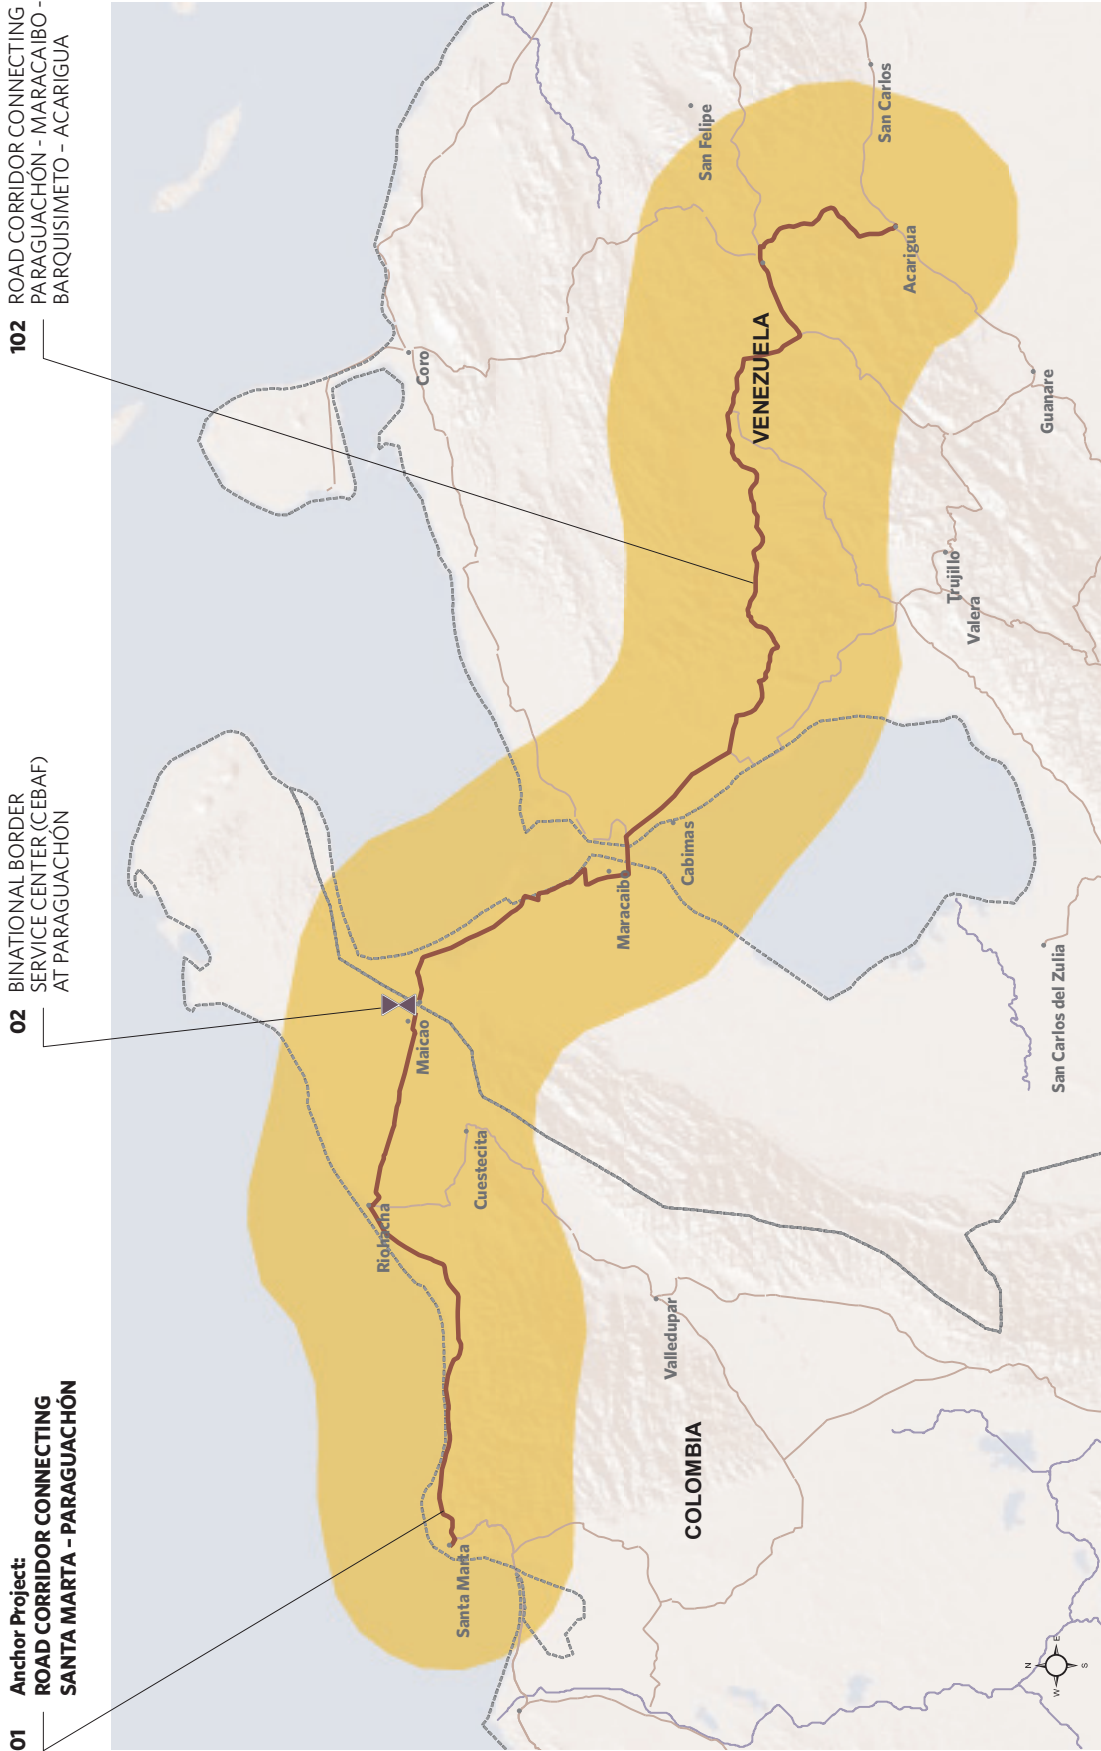 01 Anchor Project:
ROAD CORRIDOR CONNECTING
SANTA MARTA – PARAGUACHÓN
02 BINATIONAL BORDER
SERVICE CENTER (CEBAF)
AT PARAGUACHÓN
102 ROAD CORRIDOR CONNECTING
PARAGUACHÓN - MARACAIBO -
BARQUISIMETO - ACARIGUA
Coro
Riohacha
Maicao
Santa Marta
Cuestecita
Maracaibo
Cabimas
San Felipe
VENEZUELA
Valledupar
COLOMBIA
San Carlos
Acarigua
Trujillo
Valera
Guanare
San Carlos del Zulia
N
W
E
S